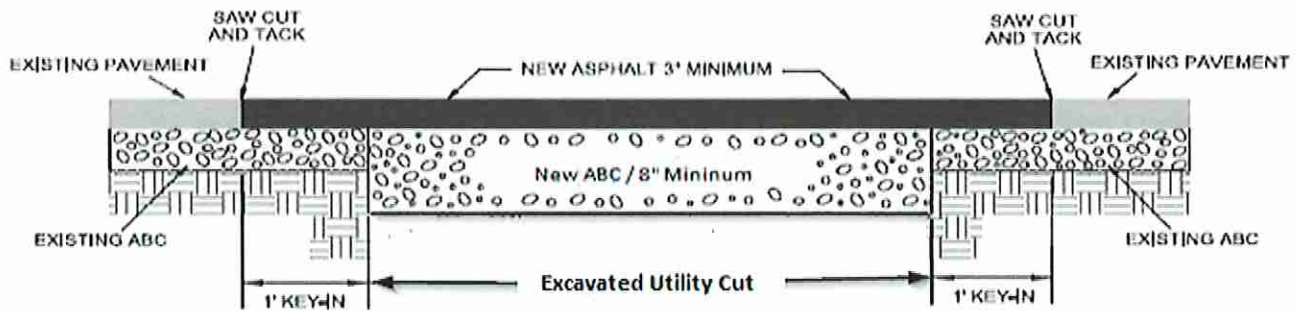 SAW CUT
AND TACK
SAW CUT
AND TACK
EXISTING PAVEMENT
NEW ASPHALT 3" MINIMUM
EXISTING PAVEMENT
New ABC / 8" Mininum
EXISTING ABC
EXISTING ABC
1' KEY-IN
Excavated Utility Cut
1' KEY-IN